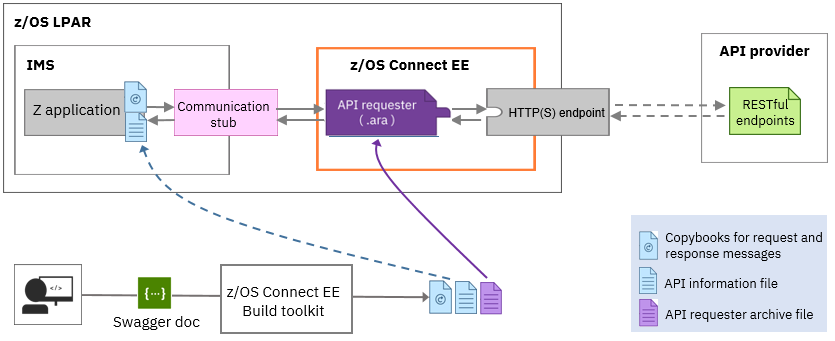 z/OS LPAR
IMS
Z application
Communication
stub
z/OS Connect EE
API requester
( .ara )
HTTP(S) endpoint
API provider
RESTful
endpoints
Copybooks for request and
response messages
API information file
API requester archive file
</>
{...}
Swagger doc
z/OS Connect EE
Build toolkit